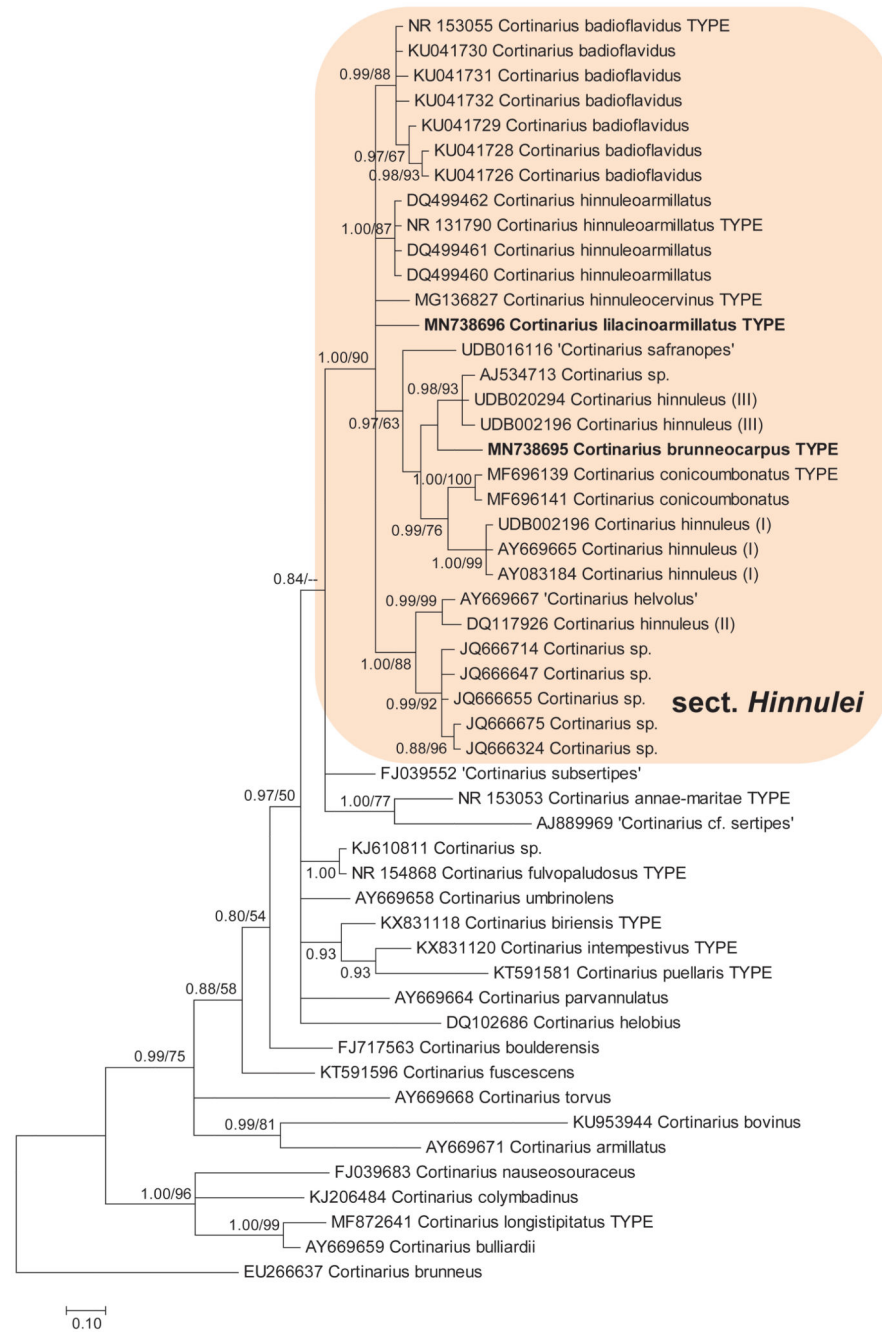 NR 153055 Cortinarius badioflavidus TYPE
KU041730 Cortinarius badioflavidus
0.99/88
KU041731 Cortinarius badioflavidus
KU041732 Cortinarius badioflavidus
KU041729 Cortinarius badioflavidus
0.97/67
KU041728 Cortinarius badioflavidus
0.98/93
KU041726 Cortinarius badioflavidus
DQ499462 Cortinarius hinnuleoarmillatus
1.00/87
NR 131790 Cortinarius hinnuleoarmillatus TYPE
DQ499461 Cortinarius hinnuleoarmillatus
DQ499460 Cortinarius hinnuleoarmillatus
MG136827 Cortinarius hinnuleocervinus TYPE
MN738696 Cortinarius lilacinoarmillatus TYPE
1.00/90
UDB016116 'Cortinarius safranopes'
AJ534713 Cortinarius sp.
0.98/93
UDB020294 Cortinarius hinnuleus (III)
0.97/63
UDB002196 Cortinarius hinnuleus (III)
MN738695 Cortinarius brunneocarpus TYPE
1.00/100
MF696139 Cortinarius conicoumbonatus TYPE
MF696141 Cortinarius conicoumbonatus
0.99/76
UDB002196 Cortinarius hinnuleus (I)
AY669665 Cortinarius hinnuleus (I)
1.00/99
AY083184 Cortinarius hinnuleus (I)
0.84/--
0.99/99
AY669667 'Cortinarius helvolus'
DQ117926 Cortinarius hinnuleus (II)
JQ666714 Cortinarius sp.
1.00/88
JQ666647 Cortinarius sp.
0.99/92
JQ666655 Cortinarius sp.
sect. Hinnulei
JQ666675 Cortinarius sp.
0.88/96
JQ666324 Cortinarius sp.
FJ039552 'Cortinarius subsertipes'
0.97/50
1.00/77
NR 153053 Cortinarius annae-maritae TYPE
AJ889969 'Cortinarius cf. sertipes'
KJ610811 Cortinarius sp.
1.00
NR 154868 Cortinarius fulvopaludosus TYPE
AY669658 Cortinarius umbrinolens
0.80/54
KX831118 Cortinarius biriensis TYPE
0.93
KX831120 Cortinarius intempestivus TYPE
0.93
KT591581 Cortinarius puellaris TYPE
0.88/58
AY669664 Cortinarius parvannulatus
DQ102686 Cortinarius helobius
FJ717563 Cortinarius boulderensis
0.99/75
KT591596 Cortinarius fuscescens
AY669668 Cortinarius torvus
0.99/81
KU953944 Cortinarius bovinus
AY669671 Cortinarius armillatus
FJ039683 Cortinarius nauseosouraceus
1.00/96
KJ206484 Cortinarius colymbadinus
1.00/99
MF872641 Cortinarius longistipitatus TYPE
AY669659 Cortinarius bulliardii
EU266637 Cortinarius brunneus
0.10